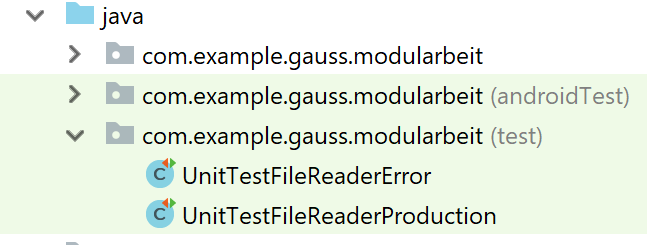 java
com.example.gauss.modularbeit
com.example.gauss.modularbeit (androidTest)
com.example.gauss.modularbeit (test)
UnitTestFileReaderError
UnitTestFileReaderProduction